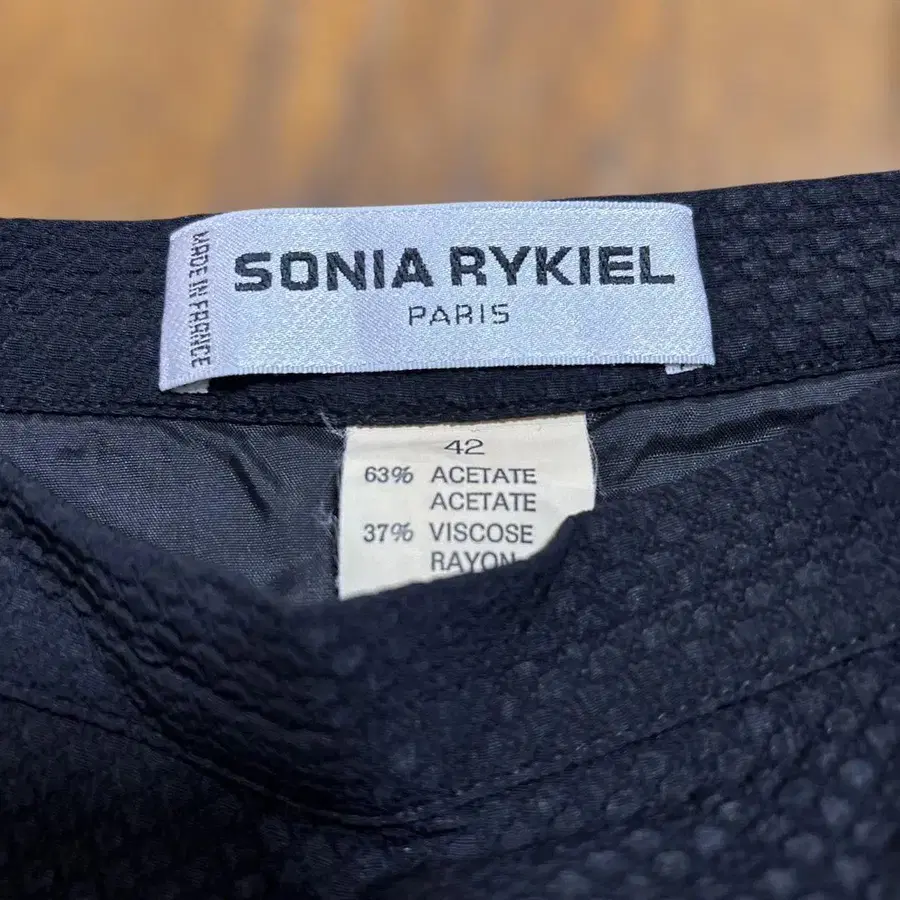 MADE IN FRANCE
SONIA RYKIEL
PARIS
42
63% ACETATE
ACETATE
37% VISCOSE
RAYON